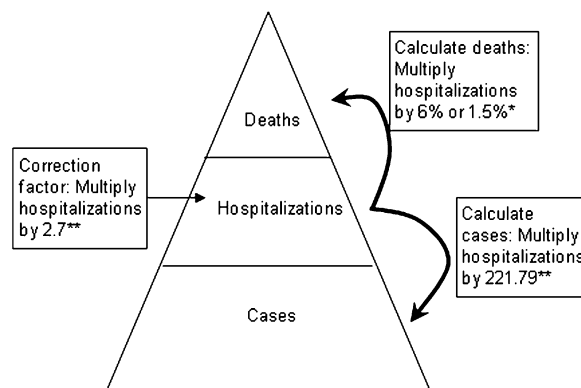 Calculate deaths:
Multiply
hospitalizations
by 6% or 1.5%*
Deaths
Correction
factor: Multiply
hospitalizations
by 2.7**
Hospitalizations
Calculate
cases: Multiply
hospitalizations
by 221.79**
Cases